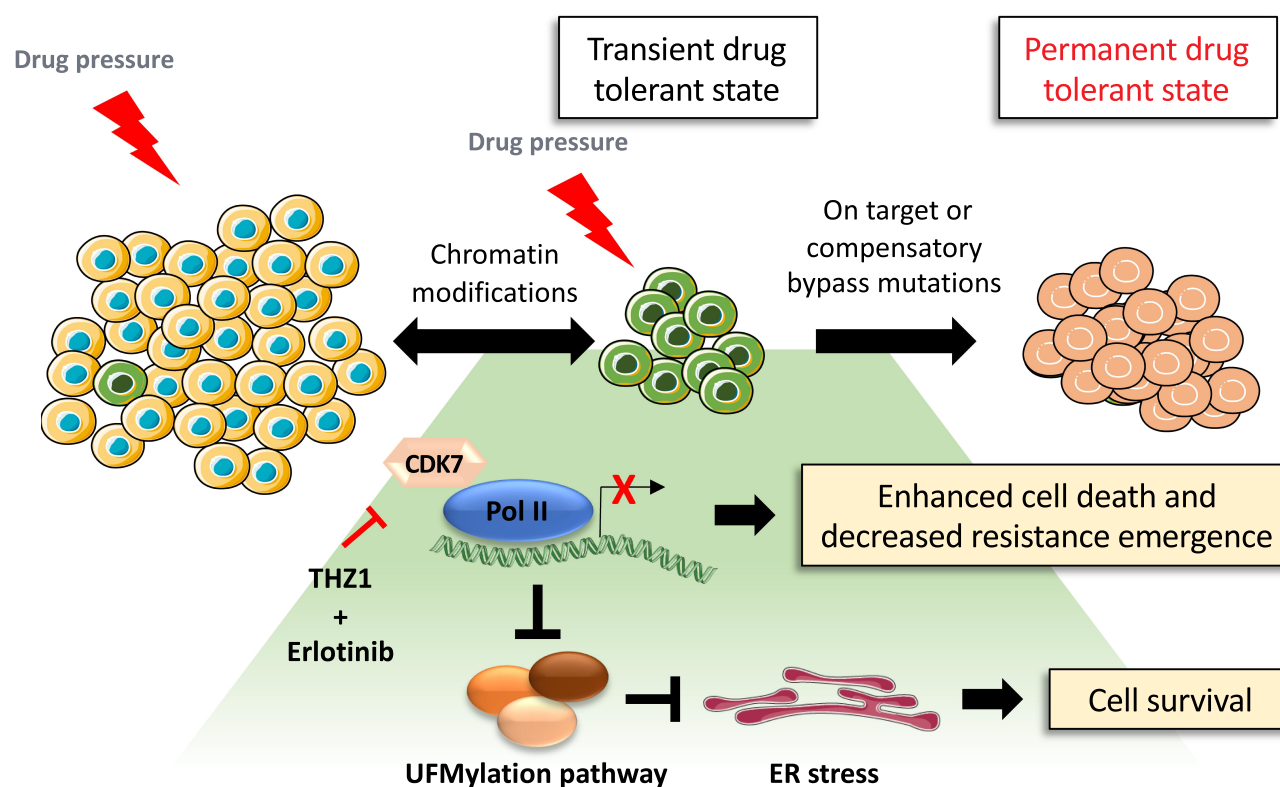 Drug pressure
Transient drug
tolerant state
Permanent drug
tolerant state
Drug pressure
Chromatin
modifications
On target or
compensatory
bypass mutations
CDK7
Pol II
X
Enhanced cell death and
decreased resistance emergence
THZ1
+
Erlotinib
Cell survival
UFMylation pathway
ER stress